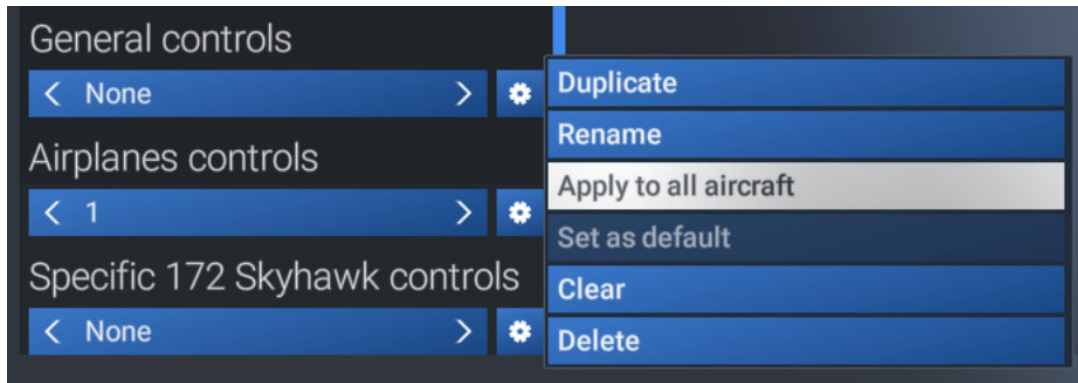 General controls
None
Airplanes controls
1
Specific 172 Skyhawk controls
None
Duplicate
Rename
Apply to all aircraft
Set as default
Clear
Delete